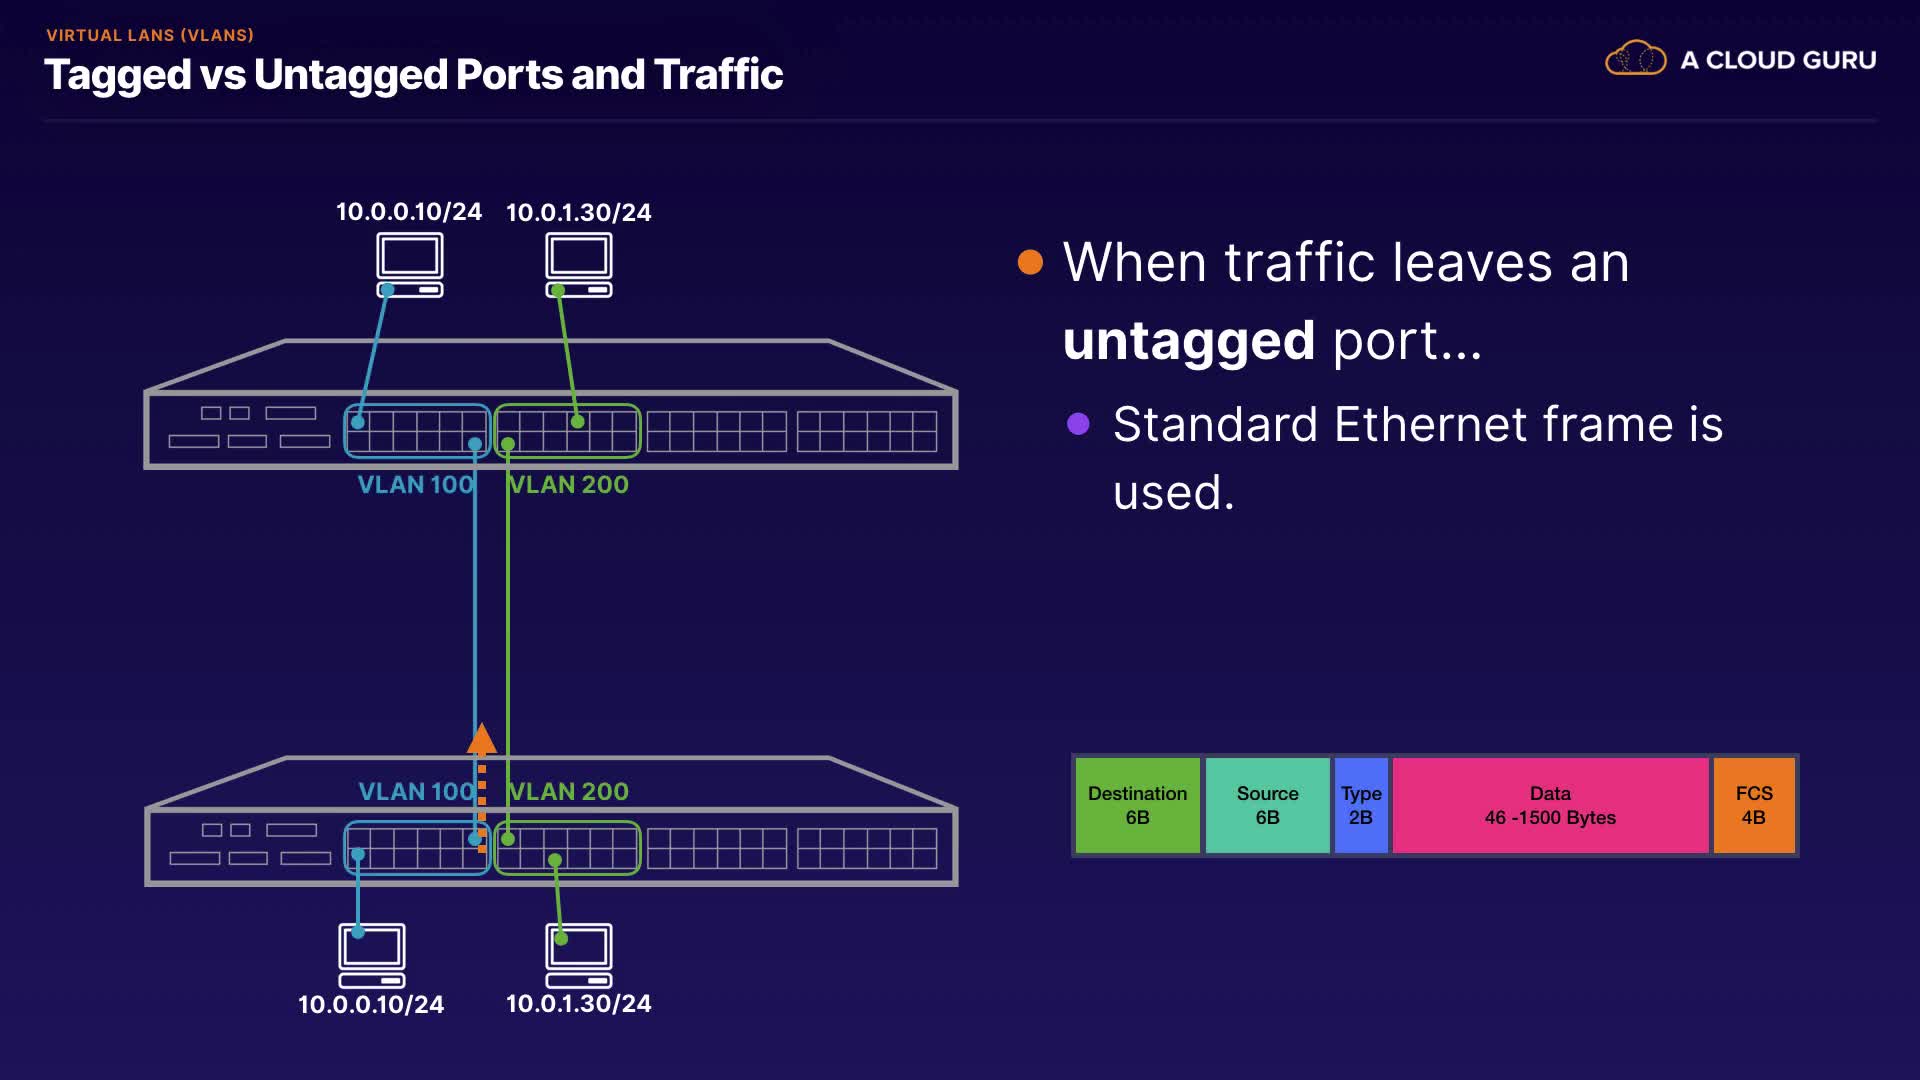 VIRTUAL LANS (VLANS)
Tagged vs Untagged Ports and Traffic
A CLOUD GURU
10.0.0.10/24
10.0.1.30/24
VLAN 100
VLAN 200
VLAN 100
VLAN 200
10.0.0.10/24
10.0.1.30/24
When traffic leaves an
untagged port...
Standard Ethernet frame is
used.
Destination
6B
Source
6B
Type
2B
Data
46 -1500 Bytes
FCS
4B